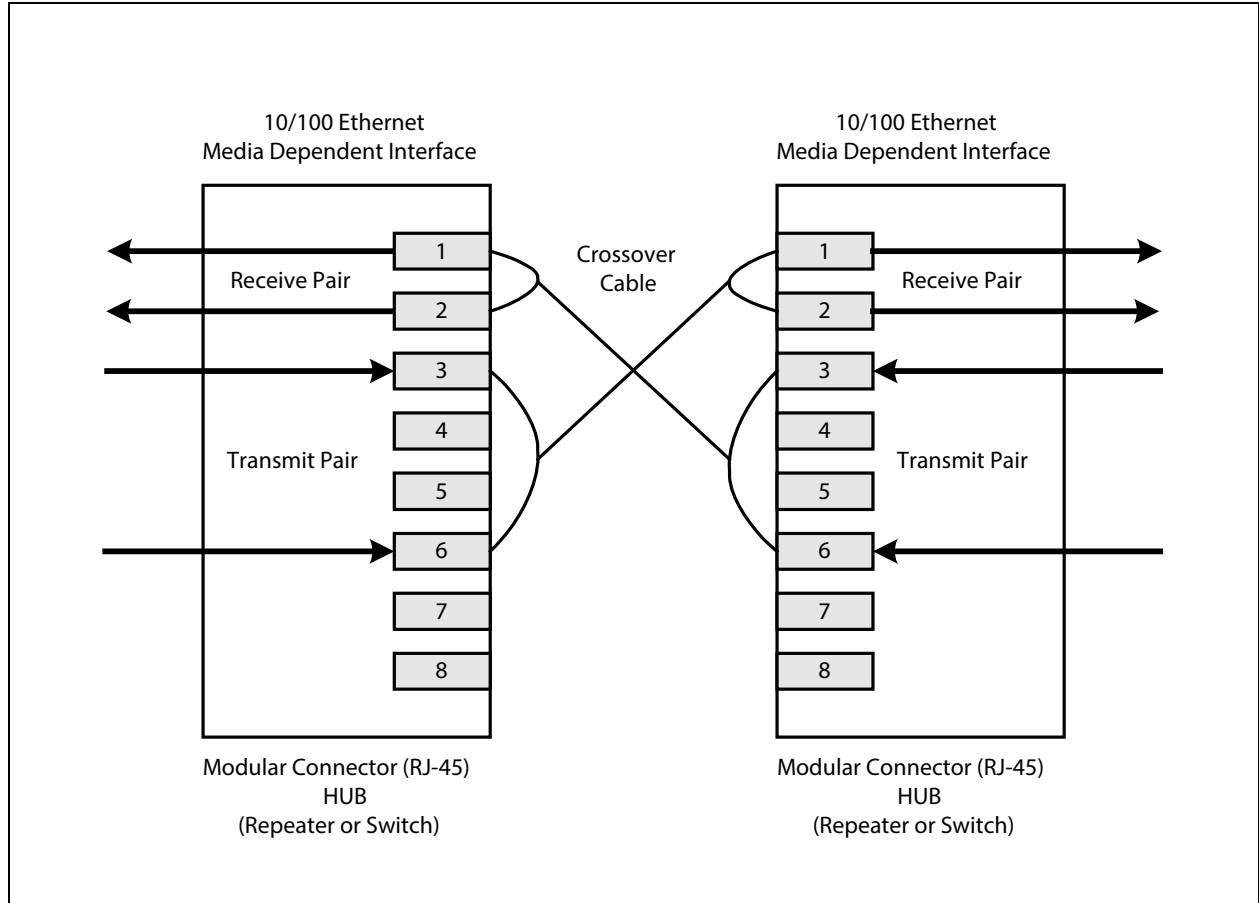 10/100 Ethernet
Media Dependent Interface
10/100 Ethernet
Media Dependent Interface
1
Receive Pair
2
3
4
Transmit Pair
5
6
7
8
Crossover
Cable
1
Receive Pair
2
3
4
Transmit Pair
5
6
7
8
Modular Connector (RJ-45)
HUB
(Repeater or Switch)
Modular Connector (RJ-45)
HUB
(Repeater or Switch)